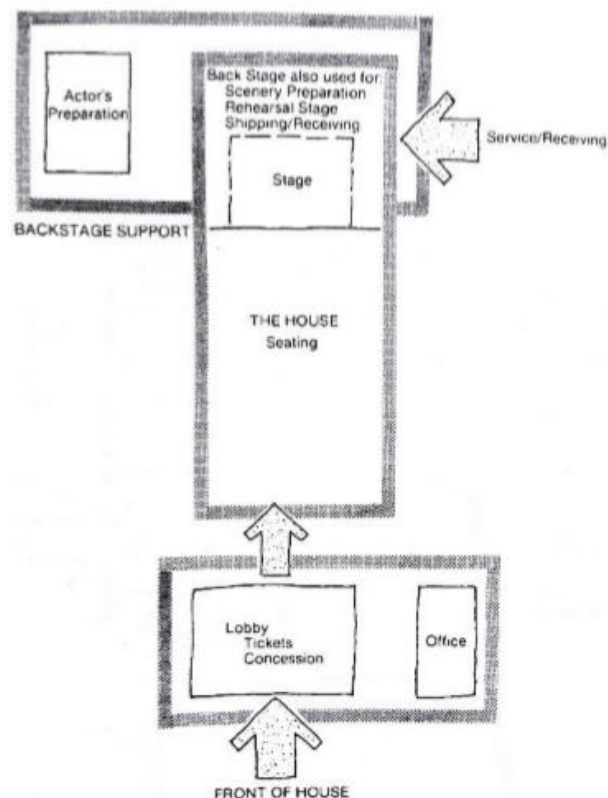 Actor's
Preparation
Back Stage also used for:
Scenery Preparation
Rehearsal Stage
Shipping/Receiving
Service/Receiving
Stage
BACKSTAGE SUPPORT
THE HOUSE
Seating
Lobby
Tickets
Concession
Office
FRONT OF HOUSE